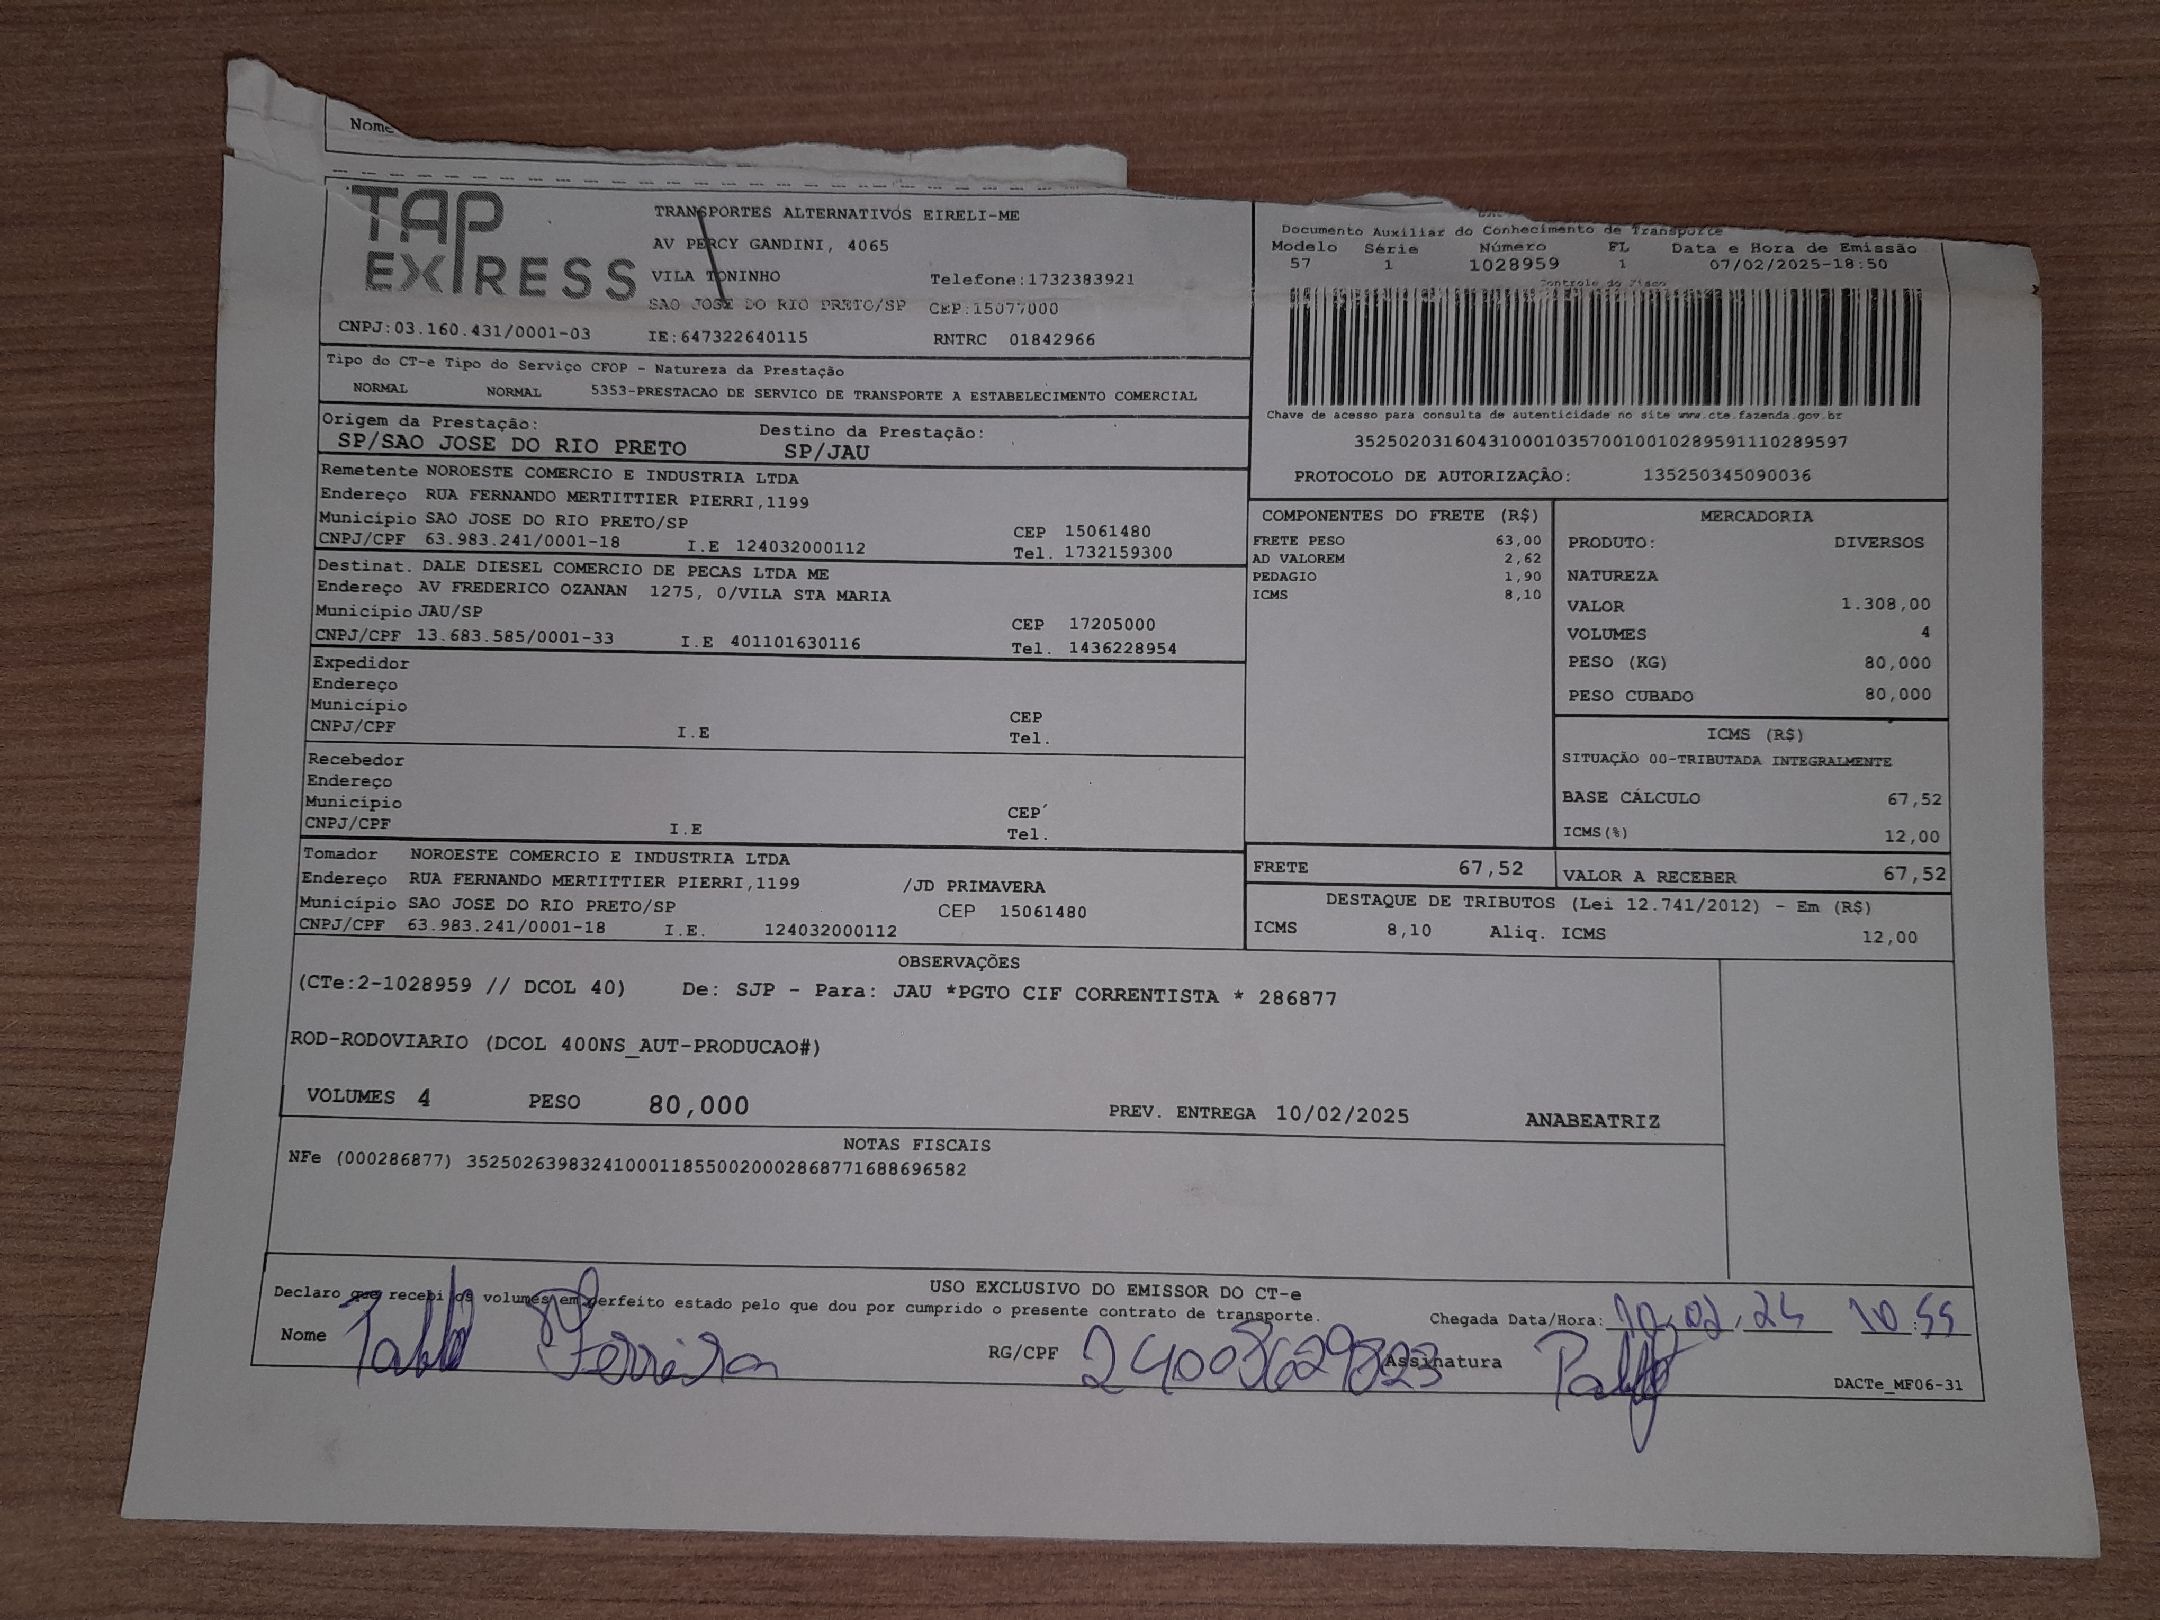 Nome
TAP EXPRESS
TRANSPORTES ALTERNATIVOS EIRELI-ME
AV PERCY GANDINI, 4065
VILA TONINHO Telefone:1732383921
SAO JOSE DO RIO PRETO/SP CEP:15077000
CNPJ:03.160.431/0001-03 IE:647322640115 RNTRC 01842966
Documento Auxiliar do Conhecimento de Transporte
Modelo Série Número FL Data e Hora de Emissão
57 1 1028959 1 07/02/2025-18:50
Controle do Fisco
Chave de acesso para consulta de autenticidade no site www.cte.fazenda.gov.br
35250203160431000103570010010289591110289597
PROTOCOLO DE AUTORIZAÇÃO: 135250345090036
Tipo do CT-e Tipo do Serviço CFOP - Natureza da Prestação
NORMAL NORMAL 5353-PRESTACAO DE SERVICO DE TRANSPORTE A ESTABELECIMENTO COMERCIAL
Origem da Prestação: Destino da Prestação:
SP/SAO JOSE DO RIO PRETO SP/JAU
Remetente NOROESTE COMERCIO E INDUSTRIA LTDA
Endereço RUA FERNANDO MERTITTIER PIERRI,1199
Município SAO JOSE DO RIO PRETO/SP CEP 15061480
CNPJ/CPF 63.983.241/0001-18 I.E 124032000112 Tel. 1732159300
Destinat. DALE DIESEL COMERCIO DE PECAS LTDA ME
Endereço AV FREDERICO OZANAN 1275, 0/VILA STA MARIA
Município JAU/SP CEP 17205000
CNPJ/CPF 13.683.585/0001-33 I.E 401101630116 Tel. 1436228954
Expedidor
Endereço
Município CEP
CNPJ/CPF I.E Tel.
Recebedor
Endereço
Município CEP
CNPJ/CPF I.E Tel.
Tomador NOROESTE COMERCIO E INDUSTRIA LTDA
Endereço RUA FERNANDO MERTITTIER PIERRI,1199 /JD PRIMAVERA
Município SAO JOSE DO RIO PRETO/SP CEP 15061480
CNPJ/CPF 63.983.241/0001-18 I.E. 124032000112
COMPONENTES DO FRETE (R$)
FRETE PESO 63,00
AD VALOREM 2,62
PEDAGIO 1,90
ICMS 8,10
MERCADORIA
PRODUTO: DIVERSOS
NATUREZA
VALOR 1.308,00
VOLUMES 4
PESO (KG) 80,000
PESO CUBADO 80,000
ICMS (R$)
SITUAÇÃO 00-TRIBUTADA INTEGRALMENTE
BASE CÁLCULO 67,52
ICMS(%) 12,00
FRETE 67,52 VALOR A RECEBER 67,52
DESTAQUE DE TRIBUTOS (Lei 12.741/2012) - Em (R$)
ICMS 8,10 Aliq. ICMS 12,00
OBSERVAÇÕES
(CTe:2-1028959 // DCOL 40) De: SJP - Para: JAU *PGTO CIF CORRENTISTA * 286877
ROD-RODOVIARIO (DCOL 400NS_AUT-PRODUCAO#)
VOLUMES 4 PESO 80,000 PREV. ENTREGA 10/02/2025 ANABEATRIZ
NOTAS FISCAIS
NFe (000286877) 35250263983241000118550020002868771688696582
USO EXCLUSIVO DO EMISSOR DO CT-e
Declaro que recebi os volumes em perfeito estado pelo que dou por cumprido o presente contrato de transporte.
Chegada Data/Hora: 10,02,25 10:55
Nome Pablo Ferreira RG/CPF 24008629823 Assinatura
DACTe_MF06-31